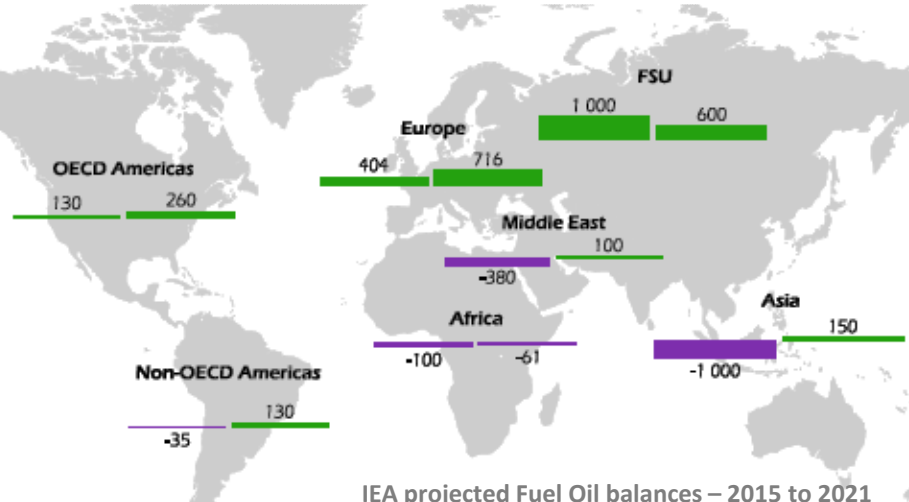 FSU
1 000
600
Europe
404
716
OECD Americas
130
260
Middle East
-380
100
Asia
-1 000
150
Africa
-100
-61
Non-OECD Americas
-35
130
IEA projected Fuel Oil balances – 2015 to 2021